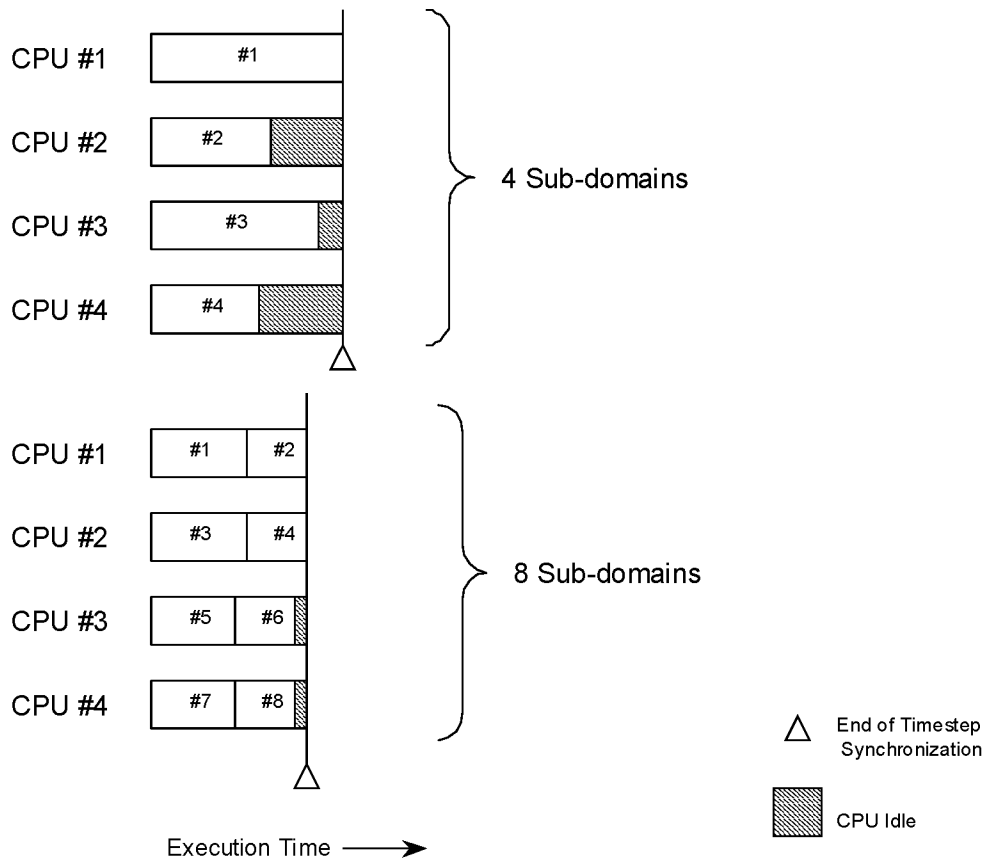 CPU #1 #1
CPU #2 #2
4 Sub-domains
CPU #3 #3
CPU #4 #4
CPU #1 #1 #2
CPU #2 #3 #4
8 Sub-domains
CPU #3 #5 #6
CPU #4 #7 #8
End of Timestep
Synchronization
CPU Idle
Execution Time